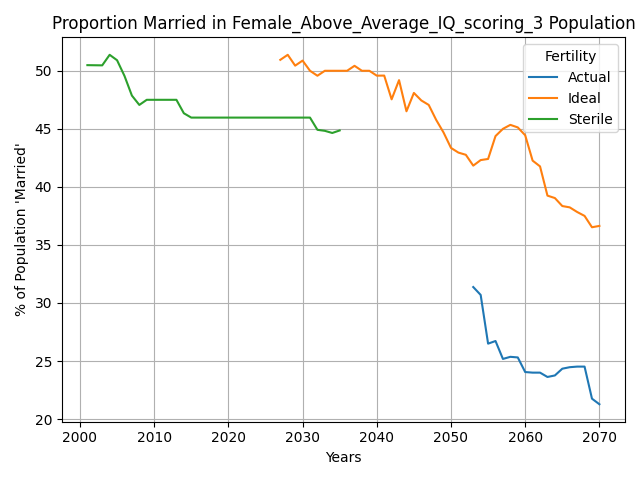 Proportion Married in Female_Above_Average_IQ_scoring_3 Population
% of Population 'Married'
50
45
40
35
30
25
20
Fertility
Actual
Ideal
Sterile
2000 2010 2020 2030 2040 2050 2060 2070
Years